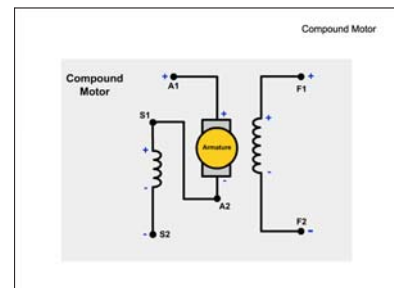 Compound Motor
Compound
Motor
+ A1
F1 +
S1
+
+
+
Armature
-
-
-
A2
F2 -
- S2